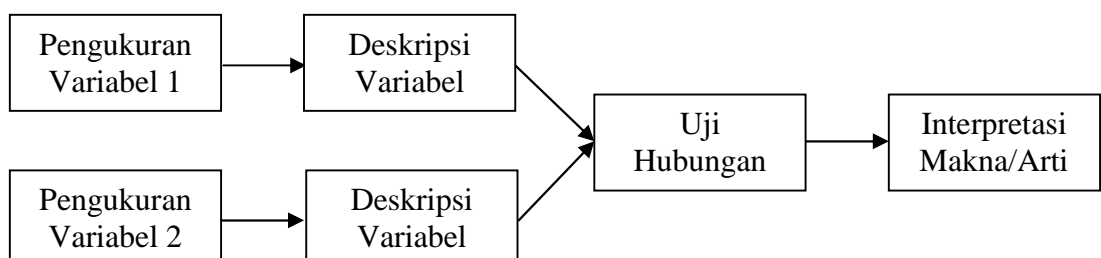 Pengukuran
Variabel 1
Deskripsi
Variabel
Pengukuran
Variabel 2
Deskripsi
Variabel
Uji
Hubungan
Interpretasi
Makna/Arti